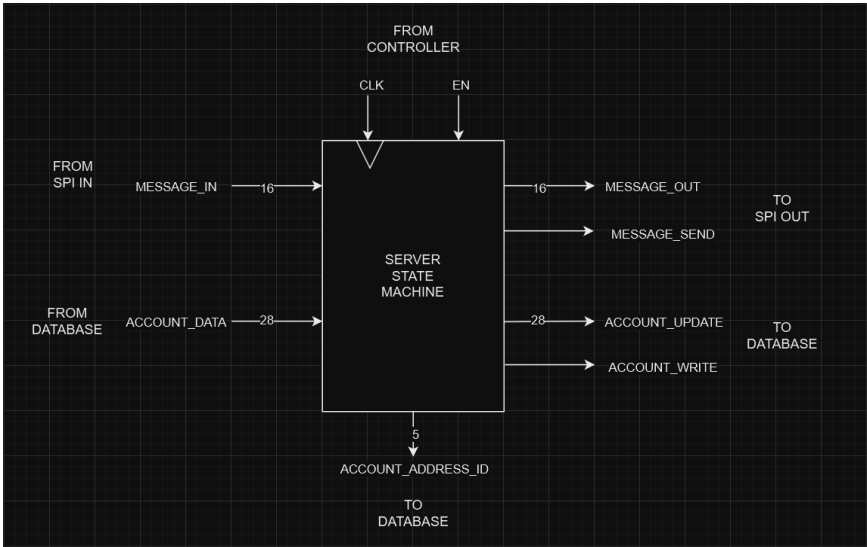 FROM
CONTROLLER
CLK
EN
FROM
SPI IN
MESSAGE_IN
16
16
MESSAGE_OUT
TO
SPI OUT
MESSAGE_SEND
SERVER
STATE
MACHINE
FROM
DATABASE
ACCOUNT_DATA
28
28
ACCOUNT_UPDATE
TO
DATABASE
ACCOUNT_WRITE
5
ACCOUNT_ADDRESS_ID
TO
DATABASE